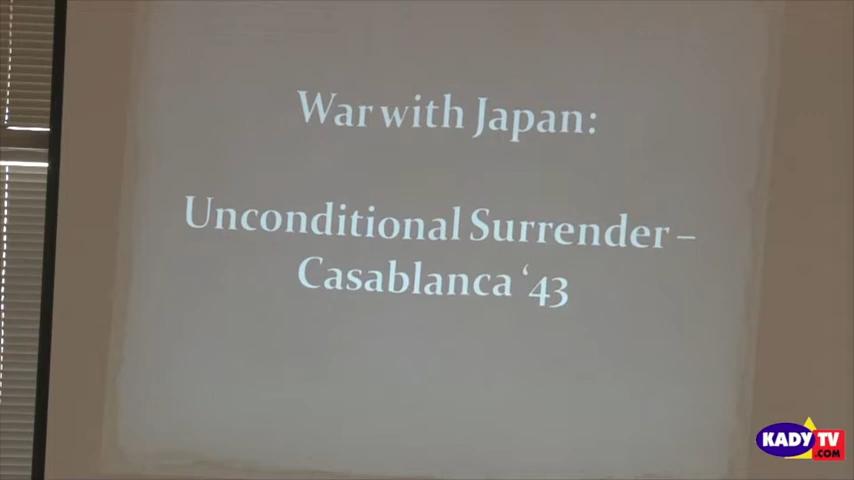 War with Japan:
Unconditional Surrender –
Casablanca ‘43
KADY TV
.COM